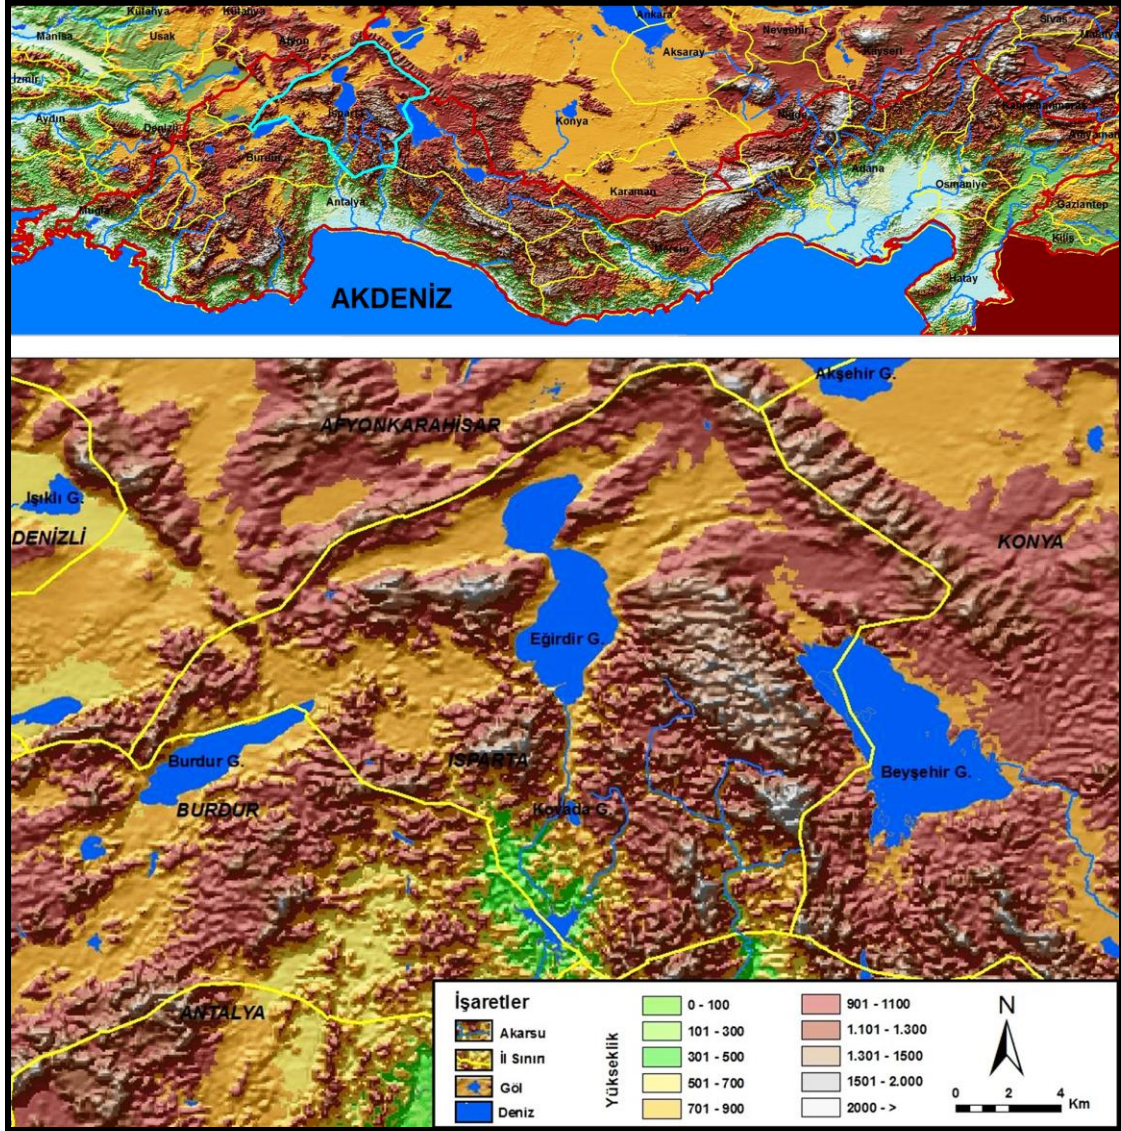 Kütahya
Kütahya
Ankara
Sivas
Manisa
Uşak
Afyon
Nevşehir
Malatya
Aksaray
Kayseri
İzmir
Isparta
Niğde
Kahramanmaraş
Aydın
Denizli
Konya
Adıyaman
Burdur
Adana
Karaman
Osmaniye
Antalya
Gaziantep
Muğla
Mersin
Kilis
Hatay
AKDENİZ
Akşehir G.
AFYONKARAHİSAR
Işıklı G.
DENİZLİ
KONYA
Eğirdir G.
Burdur G.
ISPARTA
Beyşehir G.
BURDUR
Kovada G.
ANTALYA
İşaretler
Akarsu
İl Sınırı
Göl
Deniz
Yükseklik
0 - 100
101 - 300
301 - 500
501 - 700
701 - 900
901 - 1100
1.101 - 1.300
1.301 - 1500
1501 - 2.000
2000 - >
N
0 2 4
Km